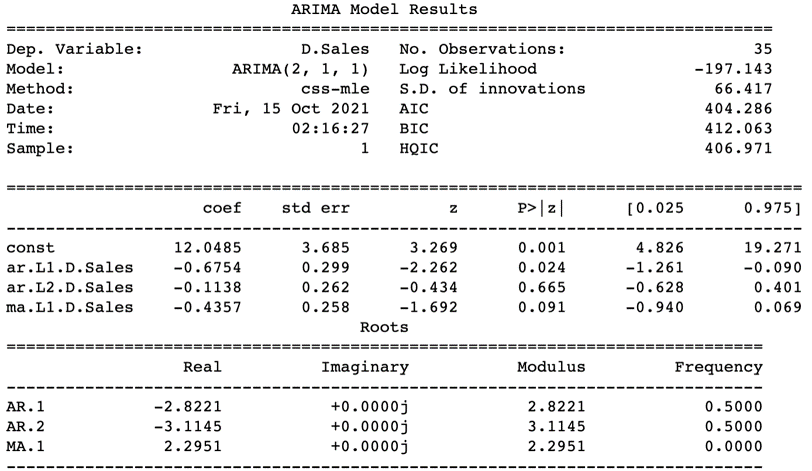 ARIMA Model Results
==============================================================================
Dep. Variable: D.Sales No. Observations: 35
Model: ARIMA(2, 1, 1) Log Likelihood -197.143
Method: css-mle S.D. of innovations 66.417
Date: Fri, 15 Oct 2021 AIC 404.286
Time: 02:16:27 BIC 412.063
Sample: 1 HQIC 406.971
=================================================================================
coef std err z P>|z| [0.025 0.975]
---------------------------------------------------------------------------------
const 12.0485 3.685 3.269 0.001 4.826 19.271
ar.L1.D.Sales -0.6754 0.299 -2.262 0.024 -1.261 -0.090
ar.L2.D.Sales -0.1138 0.262 -0.434 0.665 -0.628 0.401
ma.L1.D.Sales -0.4357 0.258 -1.692 0.091 -0.940 0.069
Roots
=============================================================================
Real Imaginary Modulus Frequency
-----------------------------------------------------------------------------
AR.1 -2.8221 +0.0000j 2.8221 0.5000
AR.2 -3.1145 +0.0000j 3.1145 0.5000
MA.1 2.2951 +0.0000j 2.2951 0.0000
-----------------------------------------------------------------------------